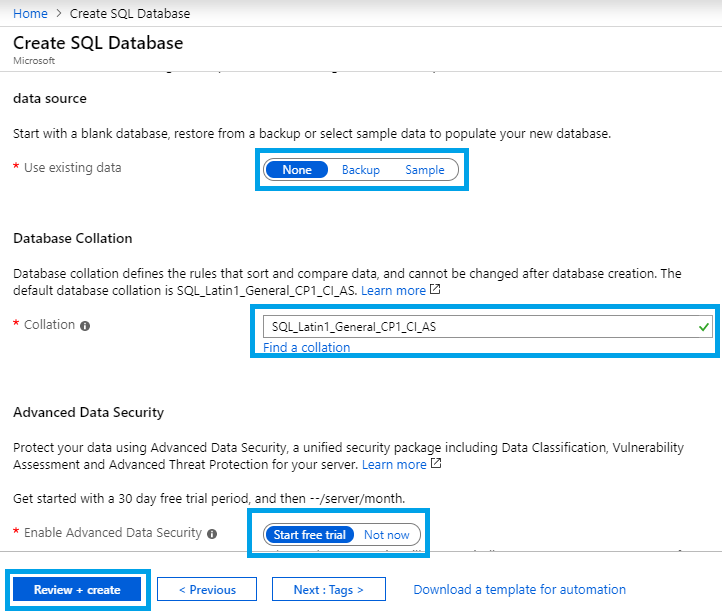 Home > Create SQL Database
Create SQL Database
Microsoft
data source
Start with a blank database, restore from a backup or select sample data to populate your new database.
* Use existing data None Backup Sample
Database Collation
Database collation defines the rules that sort and compare data, and cannot be changed after database creation. The
default database collation is SQL_Latin1_General_CP1_CI_AS. Learn more
* Collation SQL_Latin1_General_CP1_CI_AS
Find a collation
Advanced Data Security
Protect your data using Advanced Data Security, a unified security package including Data Classification, Vulnerability
Assessment and Advanced Threat Protection for your server. Learn more
Get started with a 30 day free trial period, and then --/server/month.
* Enable Advanced Data Security Start free trial Not now
Review + create < Previous Next : Tags > Download a template for automation